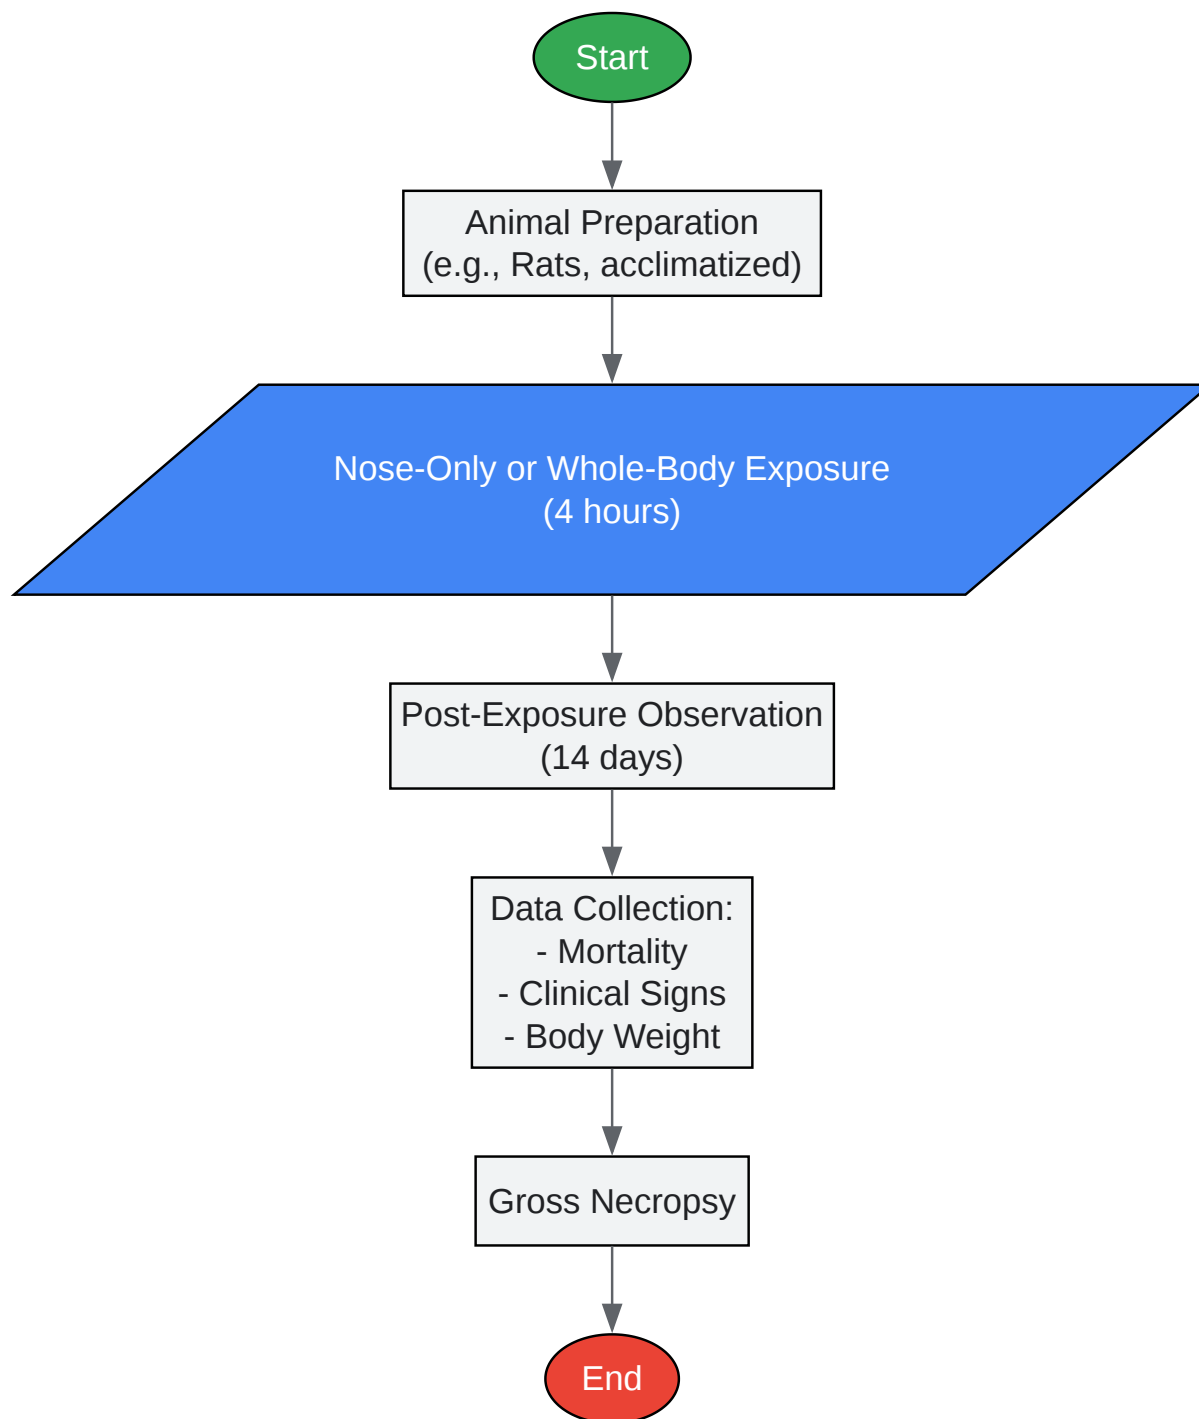 Start
Animal Preparation
(e.g., Rats, acclimatized)
Nose-Only or Whole-Body Exposure
(4 hours)
Post-Exposure Observation
(14 days)
Data Collection:
- Mortality
- Clinical Signs
- Body Weight
Gross Necropsy
End